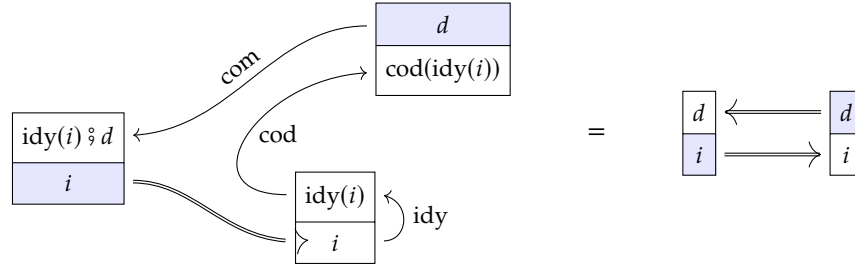 d
com
cod(idy(i))
d
d
idy(i) ⨟ d
cod
=
i
i
i
idy(i)
idy
i